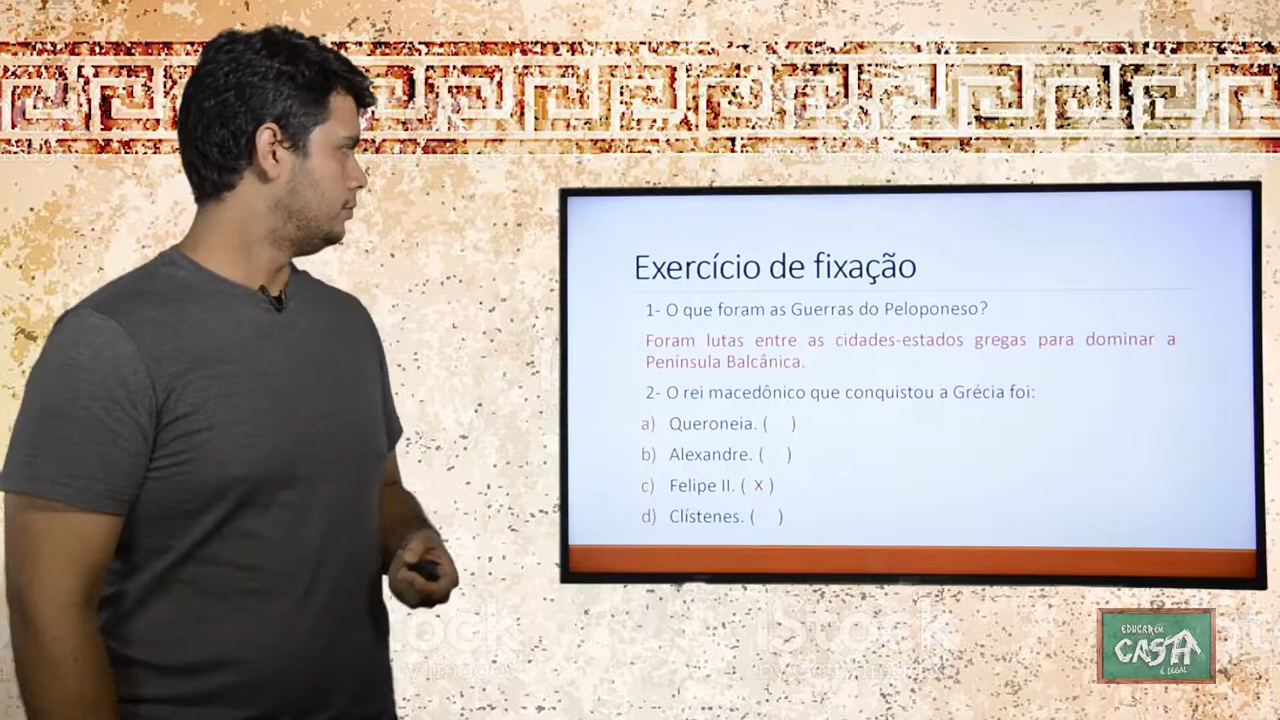 Exercício de fixação
1- O que foram as Guerras do Peloponeso?
Foram lutas entre as cidades-estados gregas para dominar a
Península Balcânica.
2- O rei macedônico que conquistou a Grécia foi:
a) Queroneia. ( )
b) Alexandre. ( )
c) Felipe II. ( x )
d) Clístenes. ( )
iStock
EDUCAR EM
CASA
É LEGAL